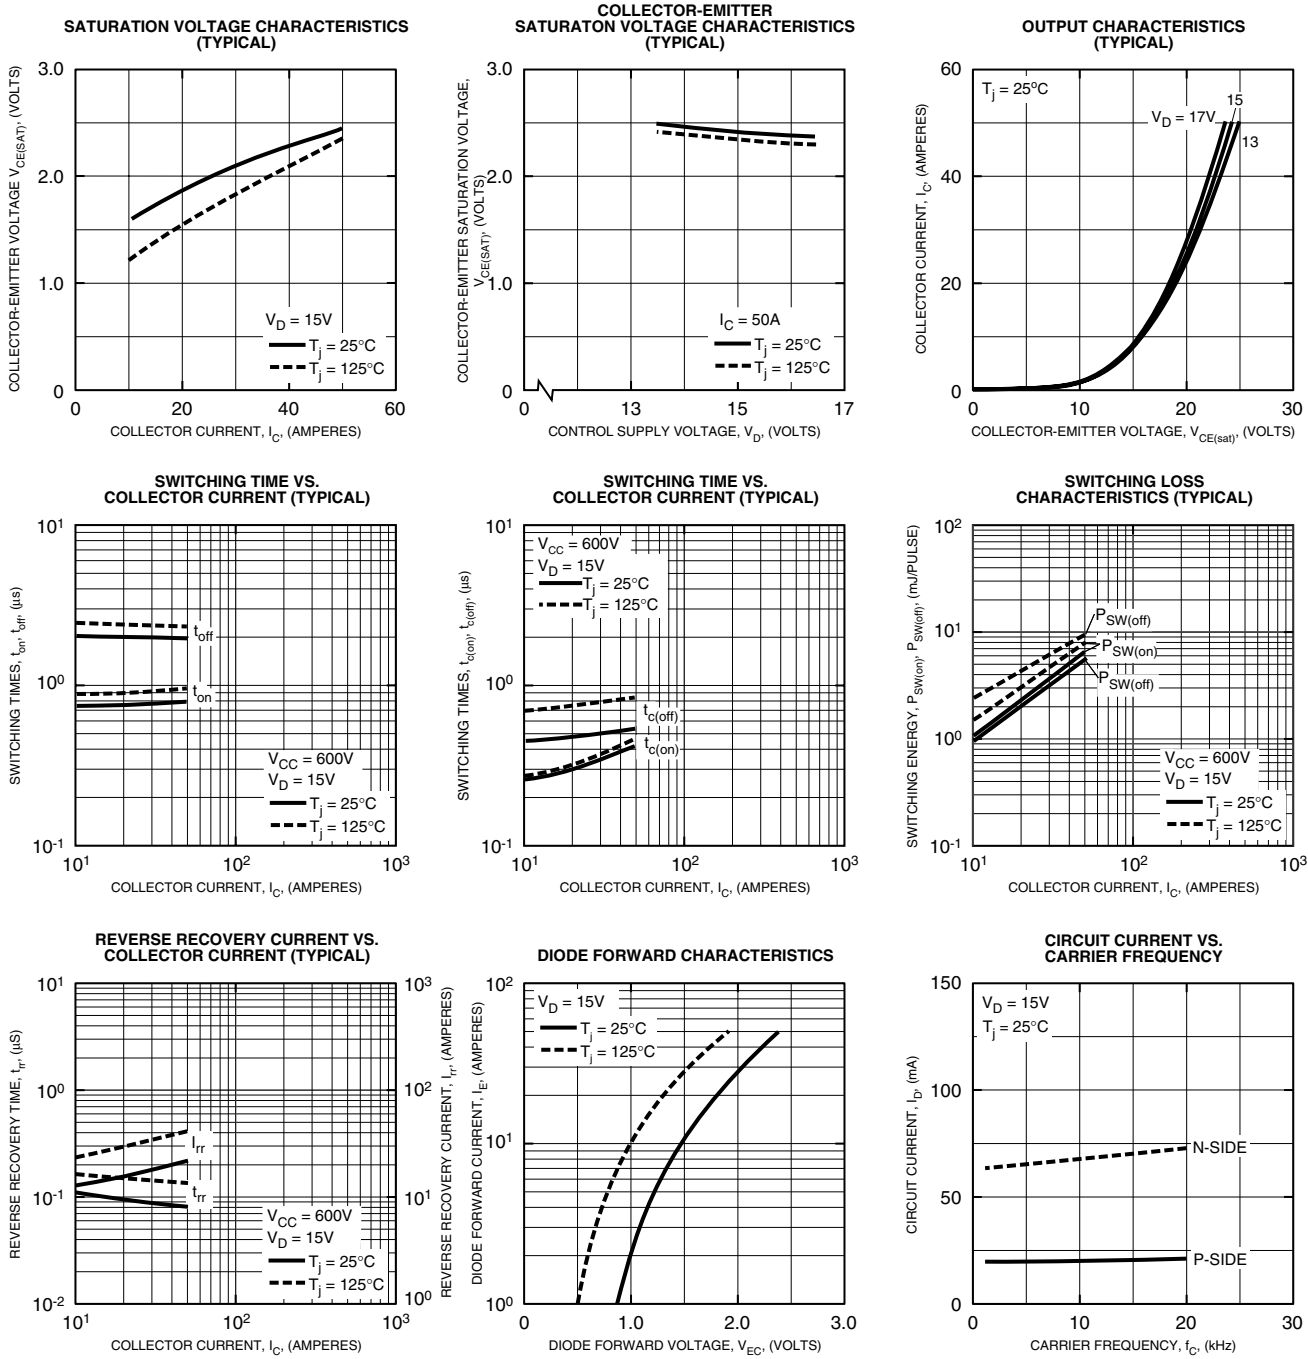 SATURATION VOLTAGE CHARACTERISTICS
(TYPICAL)
COLLECTOR-EMITTER VOLTAGE V_CE(SAT), (VOLTS)
3.0
2.0
1.0
0
V_D = 15V
T_j = 25°C
T_j = 125°C
0 20 40 60
COLLECTOR CURRENT, I_C, (AMPERES)
COLLECTOR-EMITTER
SATURATON VOLTAGE CHARACTERISTICS
(TYPICAL)
COLLECTOR-EMITTER SATURATION VOLTAGE,
V_CE(SAT), (VOLTS)
3.0
2.0
1.0
0
I_C = 50A
T_j = 25°C
T_j = 125°C
0 13 15 17
CONTROL SUPPLY VOLTAGE, V_D, (VOLTS)
OUTPUT CHARACTERISTICS
(TYPICAL)
COLLECTOR CURRENT, I_C, (AMPERES)
60
40
20
0
T_j = 25°C
15
V_D = 17V
13
0 10 20 30
COLLECTOR-EMITTER VOLTAGE, V_CE(sat), (VOLTS)
SWITCHING TIME VS.
COLLECTOR CURRENT (TYPICAL)
SWITCHING TIMES, t_on, t_off, (µs)
10^1
10^0
10^-1
t_off
t_on
V_CC = 600V
V_D = 15V
T_j = 25°C
T_j = 125°C
10^1 10^2 10^3
COLLECTOR CURRENT, I_C, (AMPERES)
SWITCHING TIME VS.
COLLECTOR CURRENT (TYPICAL)
SWITCHING TIMES, t_c(on), t_c(off), (µs)
10^1
10^0
10^-1
V_CC = 600V
V_D = 15V
T_j = 25°C
T_j = 125°C
t_c(off)
t_c(on)
10^1 10^2 10^3
COLLECTOR CURRENT, I_C, (AMPERES)
SWITCHING LOSS
CHARACTERISTICS (TYPICAL)
SWITCHING ENERGY, P_SW(on), P_SW(off), (mJ/PULSE)
10^2
10^1
10^0
10^-1
P_SW(off)
P_SW(on)
P_SW(off)
V_CC = 600V
V_D = 15V
T_j = 25°C
T_j = 125°C
10^1 10^2 10^3
COLLECTOR CURRENT, I_C, (AMPERES)
REVERSE RECOVERY CURRENT VS.
COLLECTOR CURRENT (TYPICAL)
REVERSE RECOVERY TIME, t_rr, (µS)
10^1
10^0
10^-1
10^-2
I_rr
t_rr
V_CC = 600V
V_D = 15V
T_j = 25°C
T_j = 125°C
10^3
10^2
10^1
10^0
REVERSE RECOVERY CURRENT, I_rr, (AMPERES)
10^1 10^2 10^3
COLLECTOR CURRENT, I_C, (AMPERES)
DIODE FORWARD CHARACTERISTICS
DIODE FORWARD CURRENT, I_E, (AMPERES)
10^2
10^1
10^0
V_D = 15V
T_j = 25°C
T_j = 125°C
0 1.0 2.0 3.0
DIODE FORWARD VOLTAGE, V_EC, (VOLTS)
CIRCUIT CURRENT VS.
CARRIER FREQUENCY
CIRCUIT CURRENT, I_D, (mA)
150
100
50
0
V_D = 15V
T_j = 25°C
N-SIDE
P-SIDE
0 10 20 30
CARRIER FREQUENCY, f_C, (kHz)